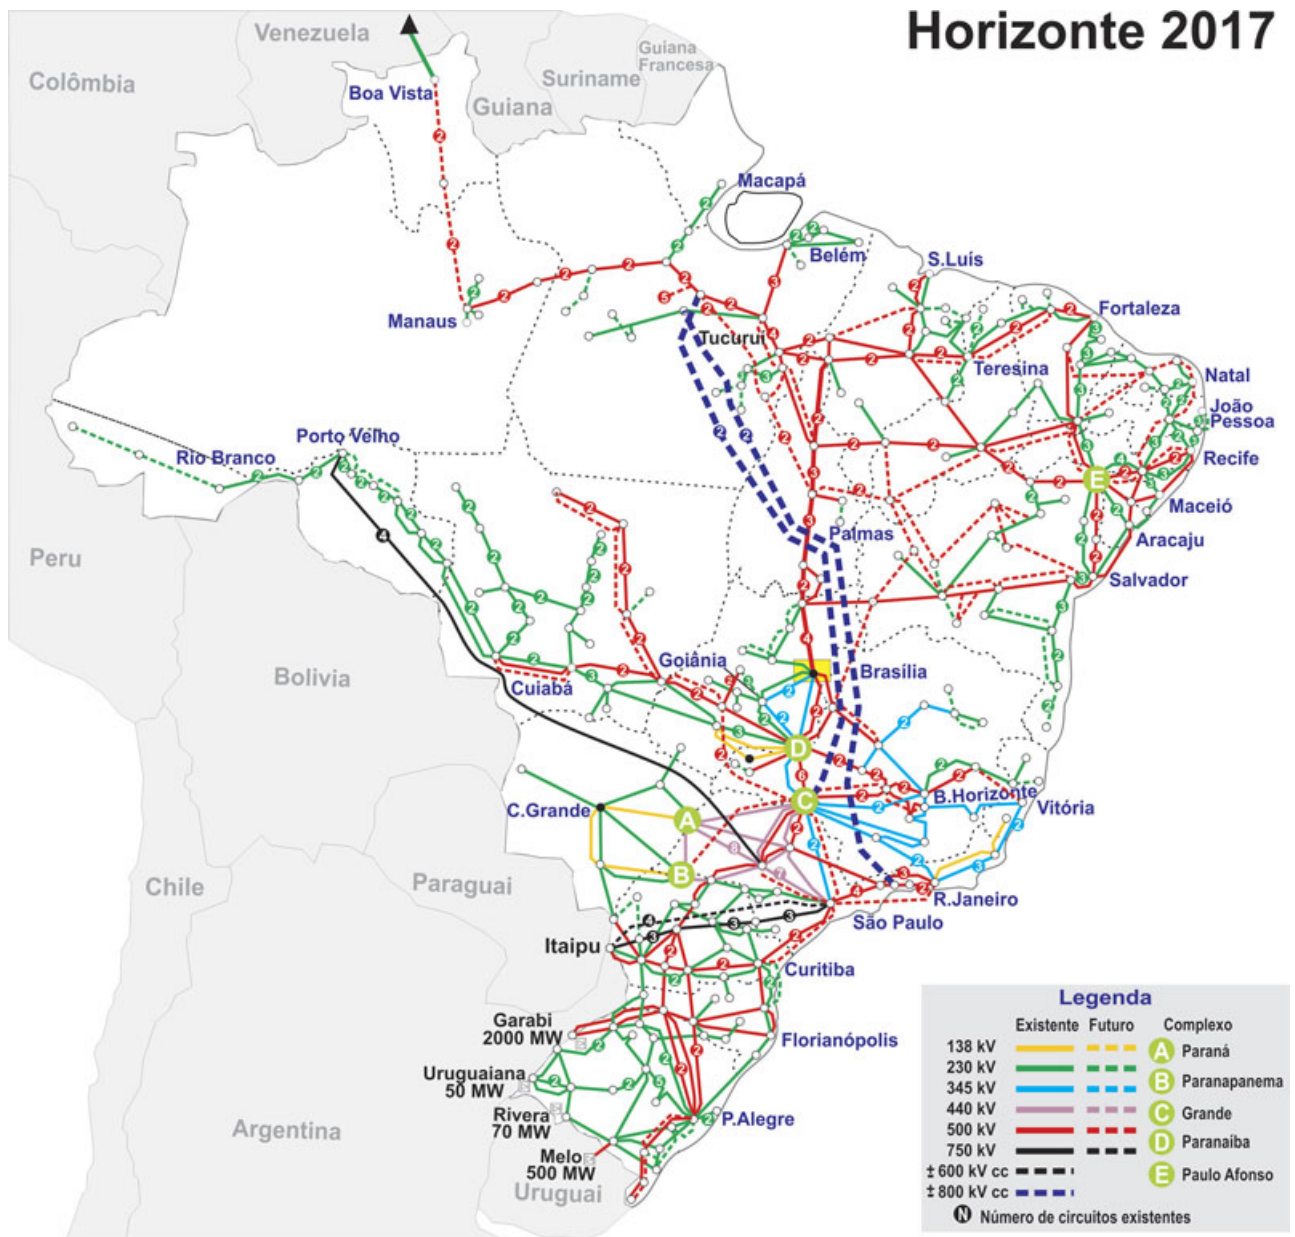 Horizonte 2017
Venezuela
Guiana
Francesa
Colômbia
Suriname
Boa Vista
Guiana
Macapá
Belém
S.Luís
Manaus
Fortaleza
Tucuruí
Teresina
Natal
João
Pessoa
Porto Velho
Rio Branco
Recife
E
Maceió
Palmas
Aracaju
Peru
Salvador
Goiânia
Brasília
Bolivia
Cuiabá
D
C.Grande
A
C
B.Horizonte
Vitória
Chile
Paraguai
B
R.Janeiro
São Paulo
Itaipu
Curitiba
Garabi
2000 MW
Florianópolis
Uruguaiana
50 MW
Rivera
70 MW
P.Alegre
Argentina
Melo
500 MW
Uruguai
Legenda
Existente Futuro Complexo
138 kV A Paraná
230 kV
345 kV B Paranapanema
440 kV C Grande
500 kV
750 kV D Paranaíba
±600 kV cc
±800 kV cc E Paulo Afonso
N Número de circuitos existentes